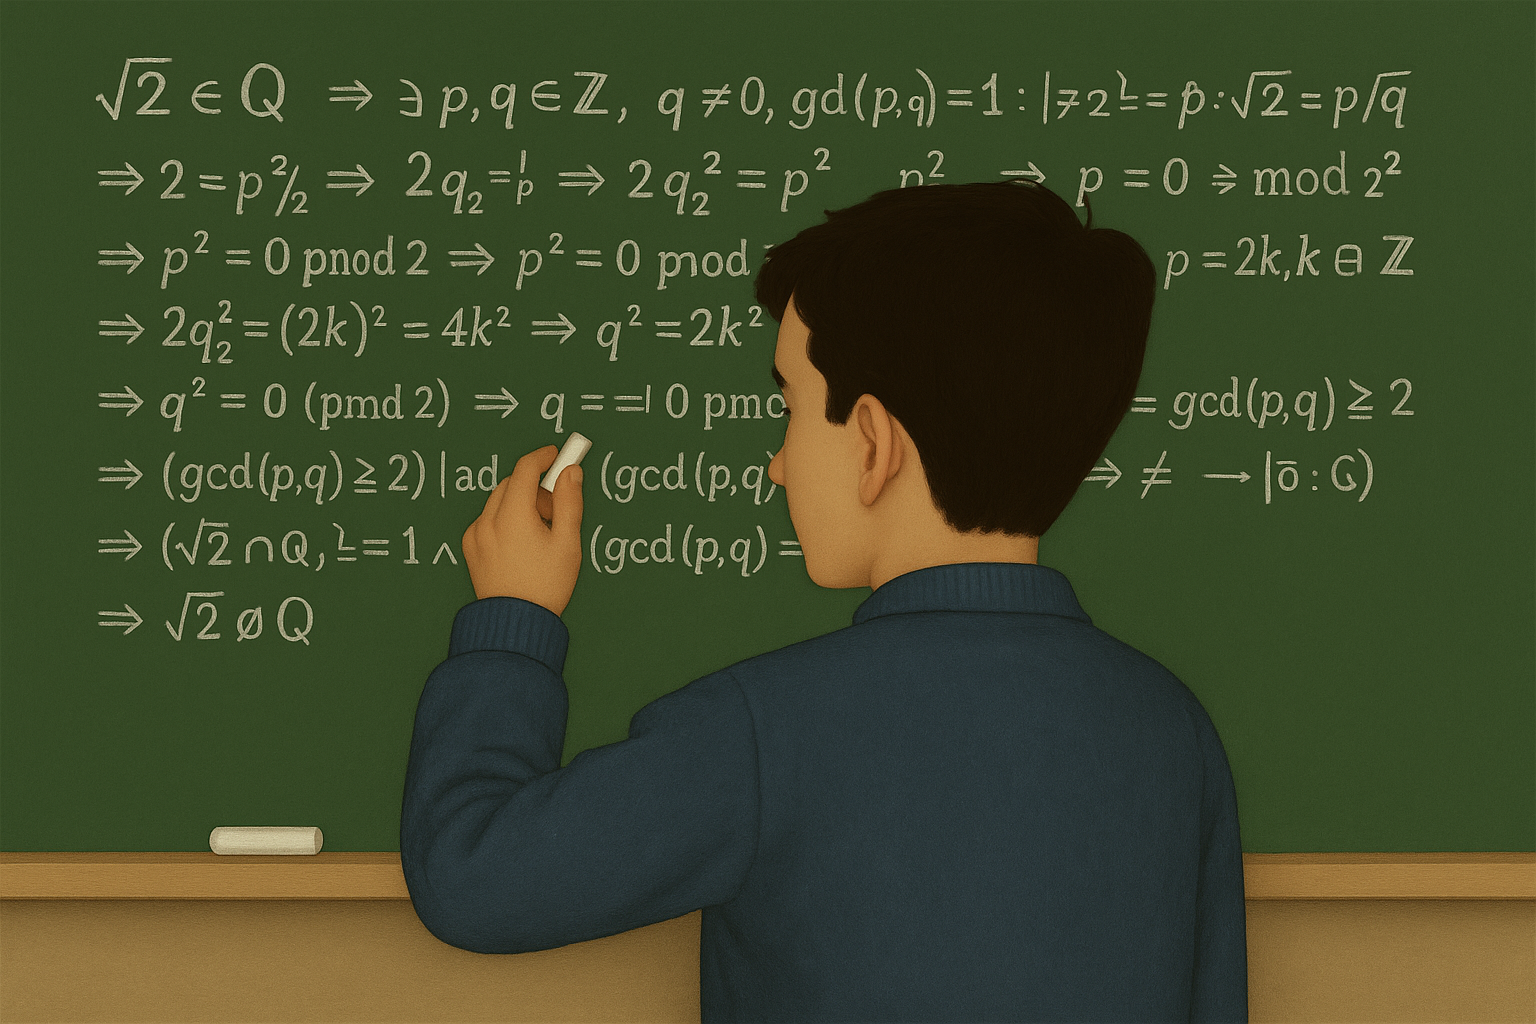 √2 ∈ Q ⇒ ∃ p, q ∈ ℤ, q ≠ 0, gd(p,q) = 1 : = p : √2 = p/q
⇒ 2 = p²/₂ ⇒ 2q₂ = ⇒ 2q₂² = p² ⇒ p = 0 mod 2²
⇒ p² = 0 pnod 2 ⇒ p² = 0 pnod p = 2k, k ∈ ℤ
⇒ 2q₂² = (2k)² = 4k² ⇒ q² = 2k²
⇒ q² = 0 (pmd 2) ⇒ q = 0 = gcd(p,q) ≧ 2
⇒ (gcd(p,q) ≧ 2) | ad (gcd(p,q) ⇒ ≠ →
⇒ (√2 ∩ Q, = 1 ∧ (gcd(p,q) =
⇒ √2 ø Q